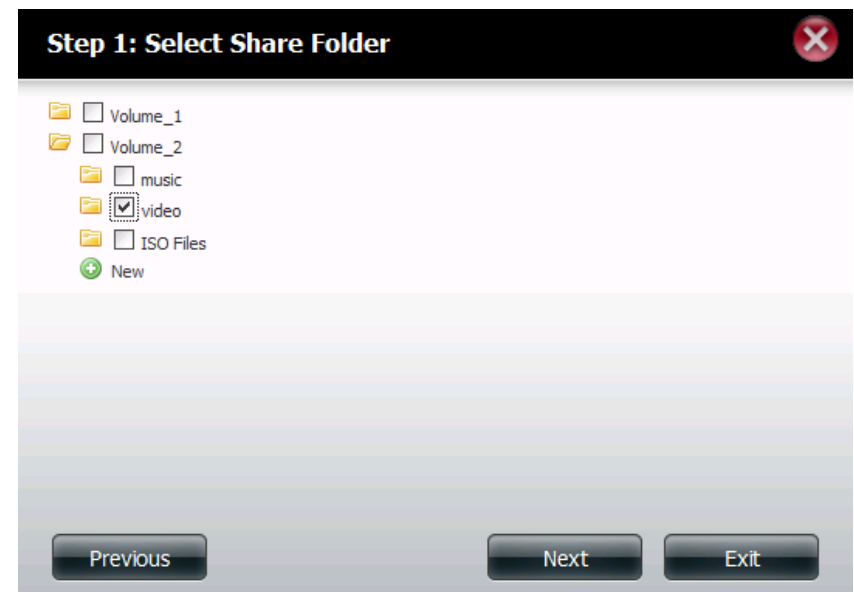 Step 1: Select Share Folder
Volume_1
Volume_2
music
video
ISO Files
New
Previous Next Exit